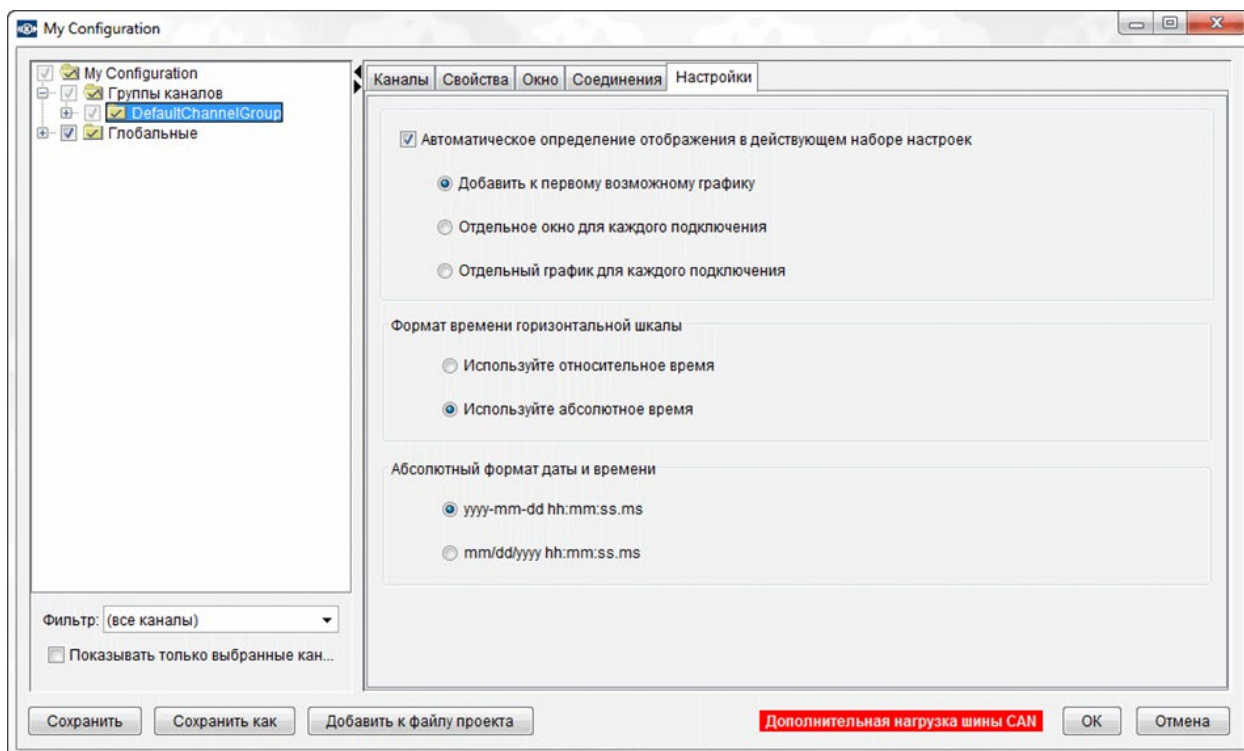 My Configuration
My Configuration
Группы каналов
DefaultChannelGroup
Глобальные
Фильтр: (все каналы)
Показывать только выбранные кан...
Каналы Свойства Окно Соединения Настройки
Автоматическое определение отображения в действующем наборе настроек
Добавить к первому возможному графику
Отдельное окно для каждого подключения
Отдельный график для каждого подключения
Формат времени горизонтальной шкалы
Используйте относительное время
Используйте абсолютное время
Абсолютный формат даты и времени
yyyy-mm-dd hh:mm:ss.ms
mm/dd/yyyy hh:mm:ss.ms
Сохранить Сохранить как Добавить к файлу проекта Дополнительная нагрузка шины CAN OK Отмена